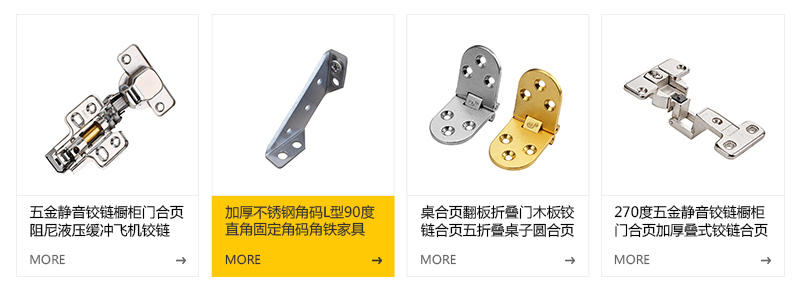 五金静音铰链橱柜门合页
阻尼液压缓冲飞机铰链
MORE →
加厚不锈钢角码L型90度
直角固定角码角铁家具
MORE →
桌合页翻板折叠门木板铰
链合页五折叠桌子圆合页
MORE →
270度五金静音铰链橱柜
门合页加厚叠式铰链合页
MORE →